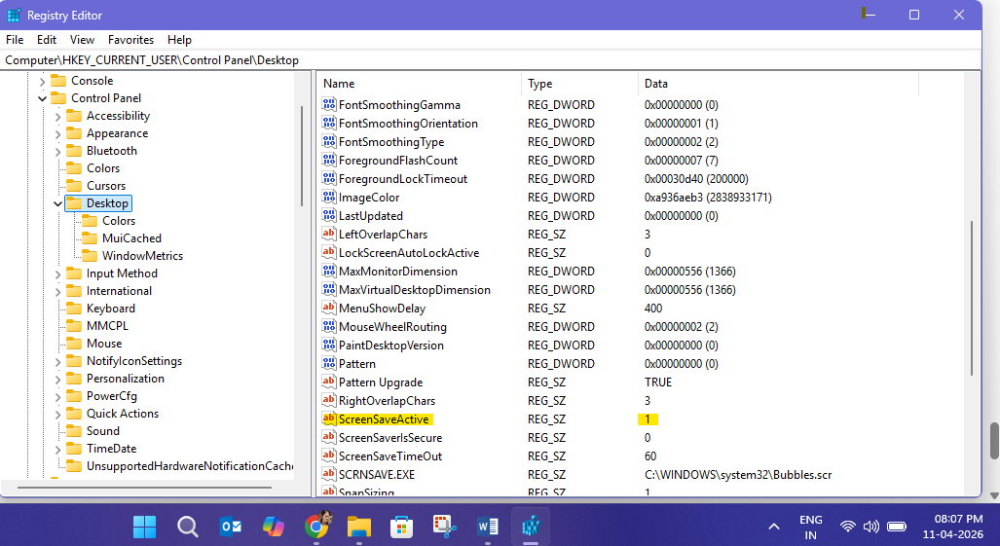 Registry Editor
File Edit View Favorites Help
Computer\HKEY_CURRENT_USER\Control Panel\Desktop
Console
Control Panel
Accessibility
Appearance
Bluetooth
Colors
Cursors
Desktop
Colors
MuiCached
WindowMetrics
Input Method
International
Keyboard
MMCPL
Mouse
NotifyIconSettings
Personalization
PowerCfg
Quick Actions
Sound
TimeDate
UnsupportedHardwareNotificationCache
Name Type Data
FontSmoothingGamma REG_DWORD 0x00000000 (0)
FontSmoothingOrientation REG_DWORD 0x00000001 (1)
FontSmoothingType REG_DWORD 0x00000002 (2)
ForegroundFlashCount REG_DWORD 0x00000007 (7)
ForegroundLockTimeout REG_DWORD 0x00030d40 (200000)
ImageColor REG_DWORD 0xa936aeb3 (2838933171)
LastUpdated REG_DWORD 0x00000000 (0)
LeftOverlapChars REG_SZ 3
LockScreenAutoLockActive REG_SZ 0
MaxMonitorDimension REG_DWORD 0x00000556 (1366)
MaxVirtualDesktopDimension REG_DWORD 0x00000556 (1366)
MenuShowDelay REG_SZ 400
MouseWheelRouting REG_DWORD 0x00000002 (2)
PaintDesktopVersion REG_DWORD 0x00000000 (0)
Pattern REG_DWORD 0x00000000 (0)
Pattern Upgrade REG_SZ TRUE
RightOverlapChars REG_SZ 3
ScreenSaveActive REG_SZ 1
ScreenSaverIsSecure REG_SZ 0
ScreenSaveTimeOut REG_SZ 60
SCRNSAVE.EXE REG_SZ C:\WINDOWS\system32\Bubbles.scr
SnapSizing REG_SZ 1
ENG
IN
08:07 PM
11-04-2026